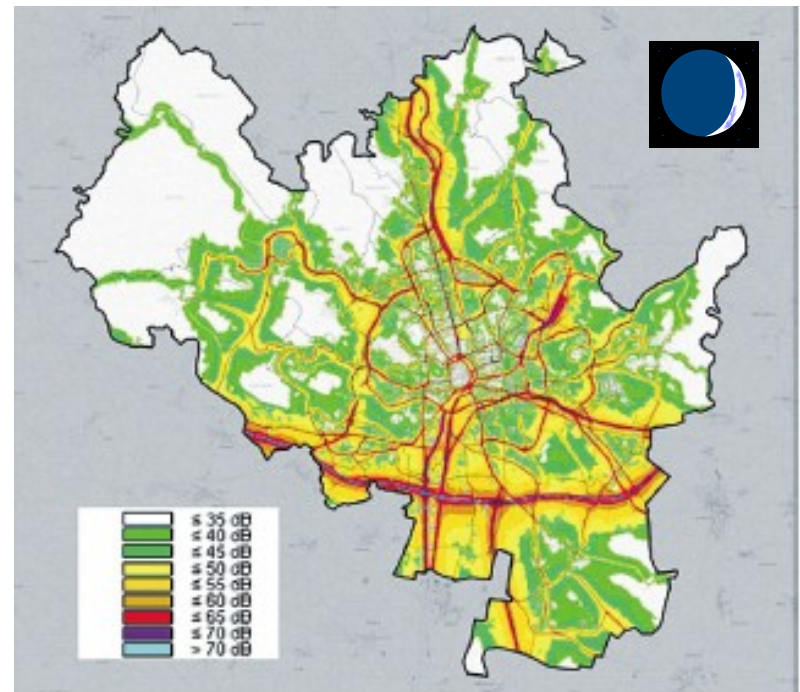 ≤ 35 dB
≤ 40 dB
≤ 45 dB
≤ 50 dB
≤ 55 dB
≤ 60 dB
≤ 65 dB
≤ 70 dB
> 70 dB